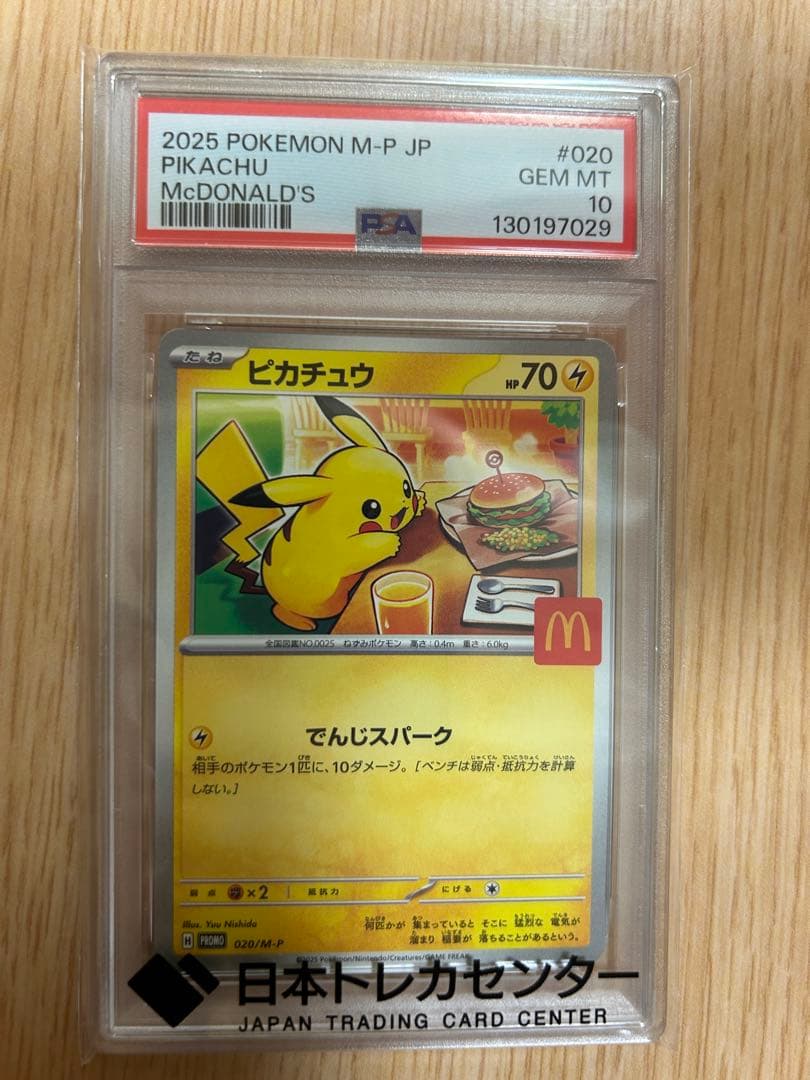 2025 POKEMON M-P JP #020
PIKACHU GEM MT
McDONALD'S 10
PSA 130197029
たね ピカチュウ HP70
M
全国図鑑NO.0025 ねずみポケモン 高さ:0.4m 重さ:6.0kg
でんじスパーク
相手のポケモン1匹に、10ダメージ。[ベンチは弱点・抵抗力を計算
しない。]
弱点 ×2 抵抗力 にげる
Illus. Yuu Nishida
何匹かが 集まっていると そこに 猛烈な 電気が
溜まり 稲妻が 落ちることがあるという。
H PROMO 020/M-P
©2025 Pokémon/Nintendo/Creatures/GAME FREAK
日本トレカセンター
JAPAN TRADING CARD CENTER